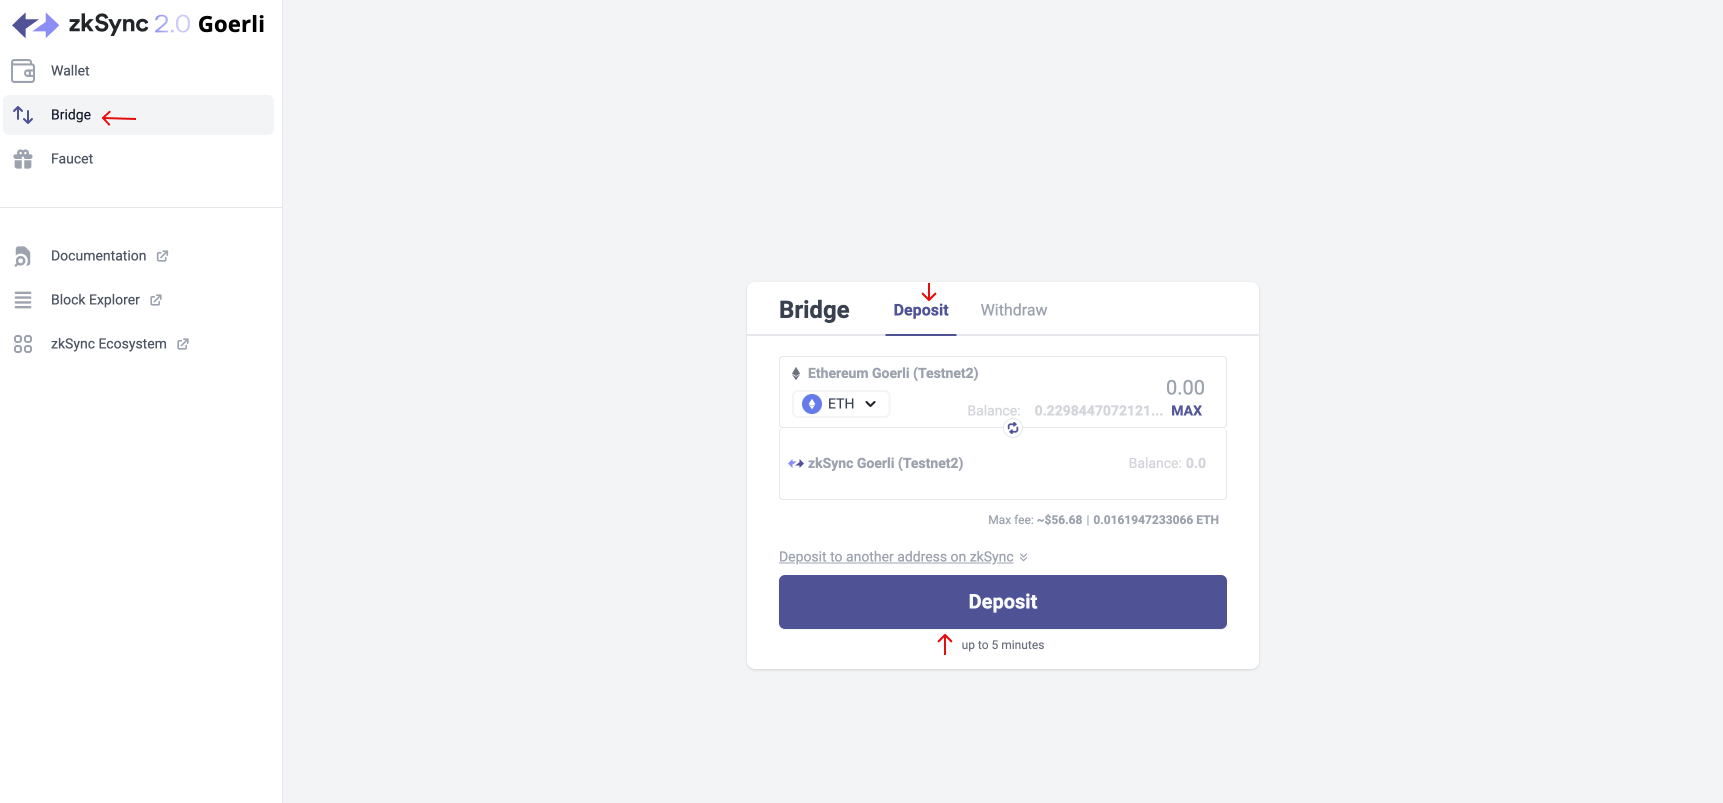 zkSync 2.0 Goerli
Wallet
Bridge
Faucet
Documentation
Block Explorer
zkSync Ecosystem
Bridge Deposit Withdraw
Ethereum Goerli (Testnet2)
0.00
ETH
Balance: 0.2298447072121... MAX
zkSync Goerli (Testnet2) Balance: 0.0
Max fee: ~$56.68 | 0.0161947233066 ETH
Deposit to another address on zkSync
Deposit
up to 5 minutes